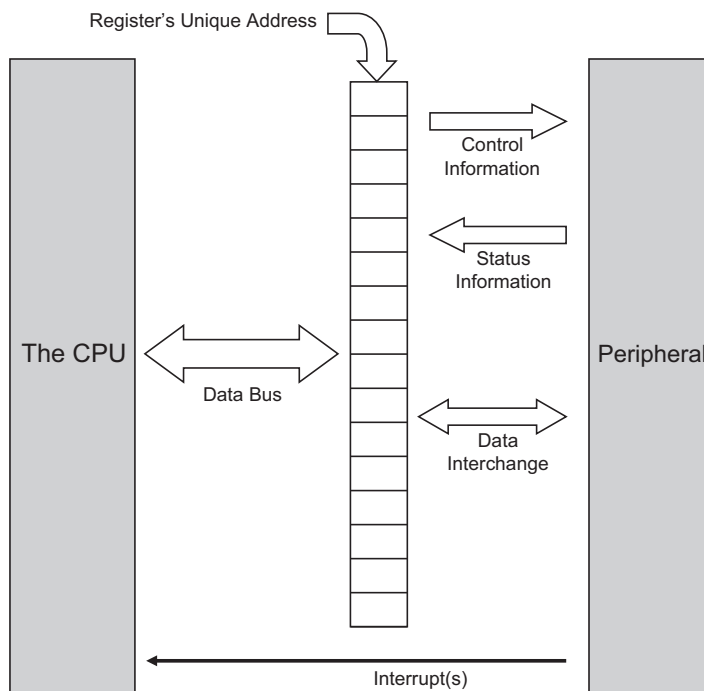 Register’s Unique Address
Control
Information
Status
Information
The CPU
Peripheral
Data Bus
Data
Interchange
Interrupt(s)